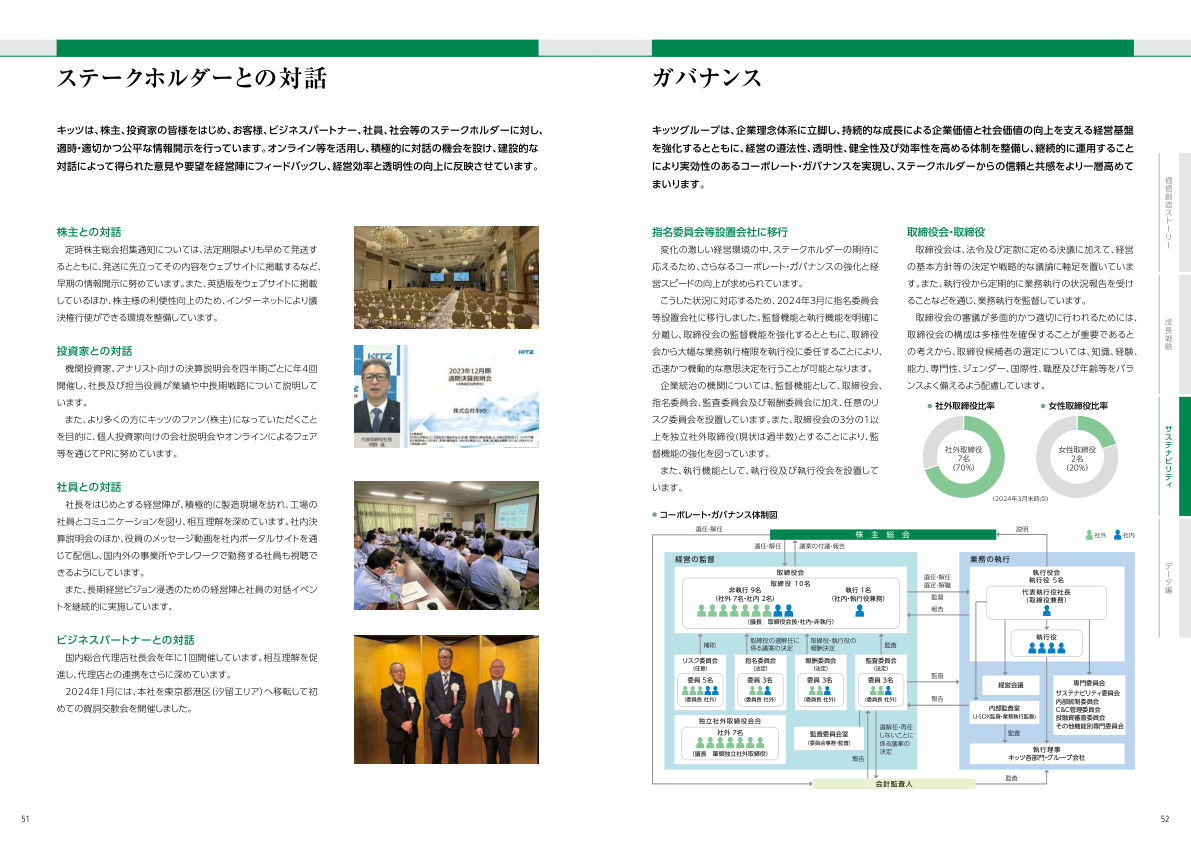 ステークホルダーとの対話
キッツは、株主、投資家の皆様をはじめ、お客様、ビジネスパートナー、社員、社会等のステークホルダーに対し、
適時・適切かつ公平な情報開示を行っています。オンライン等を活用し、積極的に対話の機会を設け、建設的な
対話によって得られた意見や要望を経営陣にフィードバックし、経営効率と透明性の向上に反映させています。
株主との対話
定時株主総会招集通知については、法定期限よりも早めて発送す
るとともに、発送に先立ってその内容をウェブサイトに掲載するなど、
早期の情報開示に努めています。また、英語版をウェブサイトに掲載
しているほか、株主様の利便性向上のため、インターネットにより議
決権行使ができる環境を整備しています。
投資家との対話
機関投資家、アナリスト向けの決算説明会を四半期ごとに年4回
開催し、社長及び担当役員が業績や中長期戦略について説明して
います。
また、より多くの方にキッツのファン（株主）になっていただくこと
を目的に、個人投資家向けの会社説明会やオンラインによるフェア
等を通じてPRに努めています。
KITZ
KITZ
2023年12月期
通期決算説明会
株式会社キッツ
代表取締役社長
河野 誠
社員との対話
社長をはじめとする経営陣が、積極的に製造現場を訪れ、工場の
社員とコミュニケーションを図り、相互理解を深めています。社内決
算説明会のほか、役員のメッセージ動画を社内ポータルサイトを通
じて配信し、国内外の事業所やテレワークで勤務する社員も視聴で
きるようにしています。
また、長期経営ビジョン浸透のための経営陣と社員の対話イベン
トを継続的に実施しています。
ビジネスパートナーとの対話
国内総合代理店社長会を年に1回開催しています。相互理解を促
進し、代理店との連携をさらに深めています。
2024年1月には、本社を東京都港区（汐留エリア）へ移転して初
めての賀詞交歓会を開催しました。
51
ガバナンス
キッツグループは、企業理念体系に立脚し、持続的な成長による企業価値と社会価値の向上を支える経営基盤
を強化するとともに、経営の遵法性、透明性、健全性及び効率性を高める体制を整備し、継続的に運用すること
により実効性のあるコーポレート・ガバナンスを実現し、ステークホルダーからの信頼と共感をより一層高めて
まいります。
指名委員会等設置会社に移行
変化の激しい経営環境の中、ステークホルダーの期待に
応えるため、さらなるコーポレート・ガバナンスの強化と経
営スピードの向上が求められています。
こうした状況に対応するため、2024年3月に指名委員会
等設置会社に移行しました。監督機能と執行機能を明確に
分離し、取締役会の監督機能を強化するとともに、取締役
会から大幅な業務執行権限を執行役に委任することにより、
迅速かつ機動的な意思決定を行うことが可能となります。
企業統治の機関については、監督機能として、取締役会、
指名委員会、監査委員会及び報酬委員会に加え、任意のリ
スク委員会を設置しています。また、取締役会の3分の1以
上を独立社外取締役（現状は過半数）とすることにより、監
督機能の強化を図っています。
また、執行機能として、執行役及び執行役会を設置して
います。
取締役会・取締役
取締役会は、法令及び定款に定める決議に加えて、経営
の基本方針等の決定や戦略的な議論に軸足を置いていま
す。また、執行役から定期的に業務執行の状況報告を受け
ることなどを通じ、業務執行を監督しています。
取締役会の審議が多面的かつ適切に行われるためには、
取締役会の構成は多様性を確保することが重要であると
の考えから、取締役候補者の選定については、知識、経験、
能力、専門性、ジェンダー、国際性、職歴及び年齢等をバラ
ンスよく備えるよう配慮しています。
● 社外取締役比率
社外取締役
7名
（70%）
● 女性取締役比率
女性取締役
2名
（20%）
（2024年3月末時点）
● コーポレート・ガバナンス体制図
選任・解任
株主総会
説明
社外
社内
選任・解任
議案の付議・報告
経営の監督
取締役会
取締役 10名
非執行 9名
（社外 7名・社内 2名）
執行 1名
（社内・執行役兼務）
（議長 取締役会長・社内・非執行）
選任・解任
選定・解職
監督
報告
補助
取締役の選解任に
係る議案の決定
取締役・執行役の
報酬決定
監査
リスク委員会
（任意）
委員 5名
（委員長 社外）
指名委員会
（法定）
委員 3名
（委員長 社外）
報酬委員会
（法定）
委員 3名
（委員長 社外）
監査委員会
（法定）
委員 3名
（委員長 社外）
監査
報告
独立社外取締役会合
社外 7名
（議長 筆頭独立社外取締役）
監査委員会室
（委員会事務・監査）
選解任・再任
しないことに
係る議案の
決定
報告
業務の執行
執行役会
執行役 5名
代表執行役社長
（取締役兼務）
執行役
経営会議
内部監査室
（J-SOX監査・業務執行監査）
専門委員会
サステナビリティ委員会
内部統制委員会
C&C管理委員会
投融資審査委員会
その他機能別専門委員会
監査
執行理事
キッツ各部門・グループ会社
会計監査人
監査
価値創造ストーリー
成長戦略
サステナビリティ
データ編
52